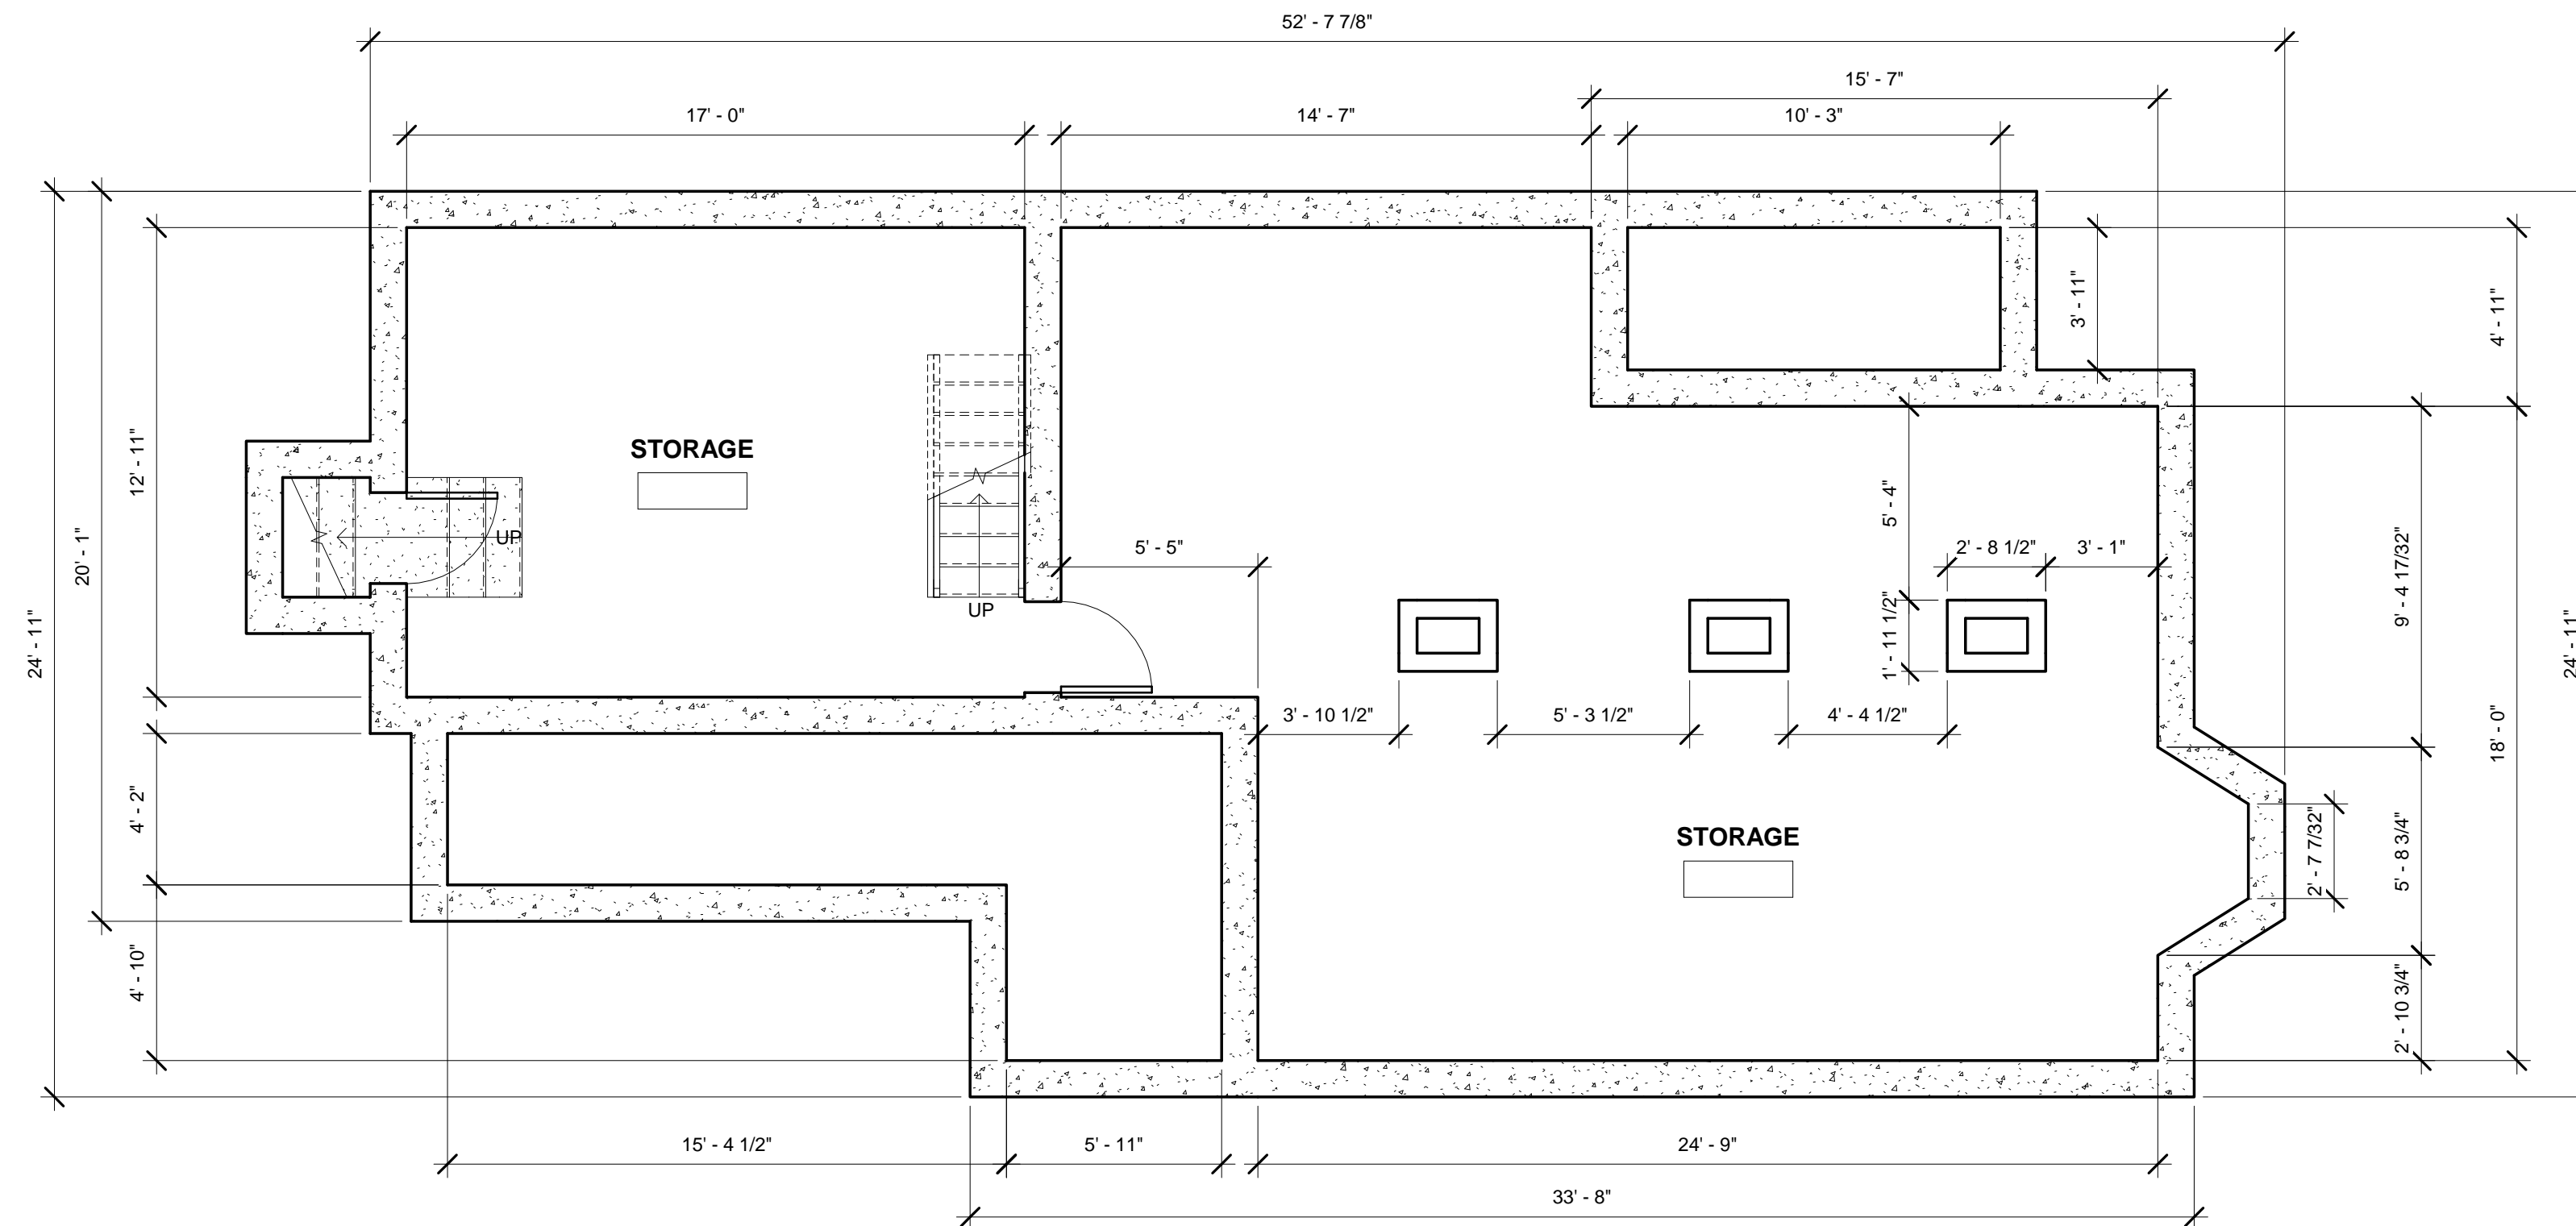 52' - 7 7/8"
15' - 7"
17' - 0"
14' - 7"
10' - 3"
3' - 11"
4' - 11"
12' - 11"
STORAGE
20' - 1"
UP
UP
5' - 5"
5' - 4"
2' - 8 1/2"
3' - 1"
9' - 4 17/32"
24' - 11"
1' - 11 1/2"
24' - 11"
3' - 10 1/2"
5' - 3 1/2"
4' - 4 1/2"
18' - 0"
4' - 2"
STORAGE
2' - 7 7/32"
5' - 8 3/4"
4' - 10"
2' - 10 3/4"
15' - 4 1/2"
5' - 11"
24' - 9"
33' - 8"